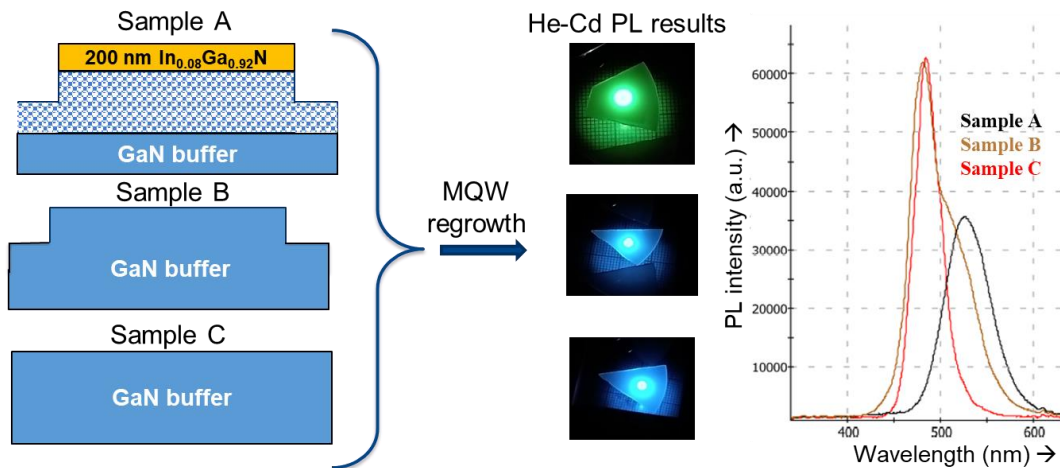 Sample A
200 nm In₀.₀₈Ga₀.₉₂N
GaN buffer
Sample B
GaN buffer
Sample C
GaN buffer
MQW
regrowth
He-Cd PL results
PL intensity (a.u.) →
60000
50000
40000
30000
20000
10000
Sample A
Sample B
Sample C
400
500
600
Wavelength (nm) →